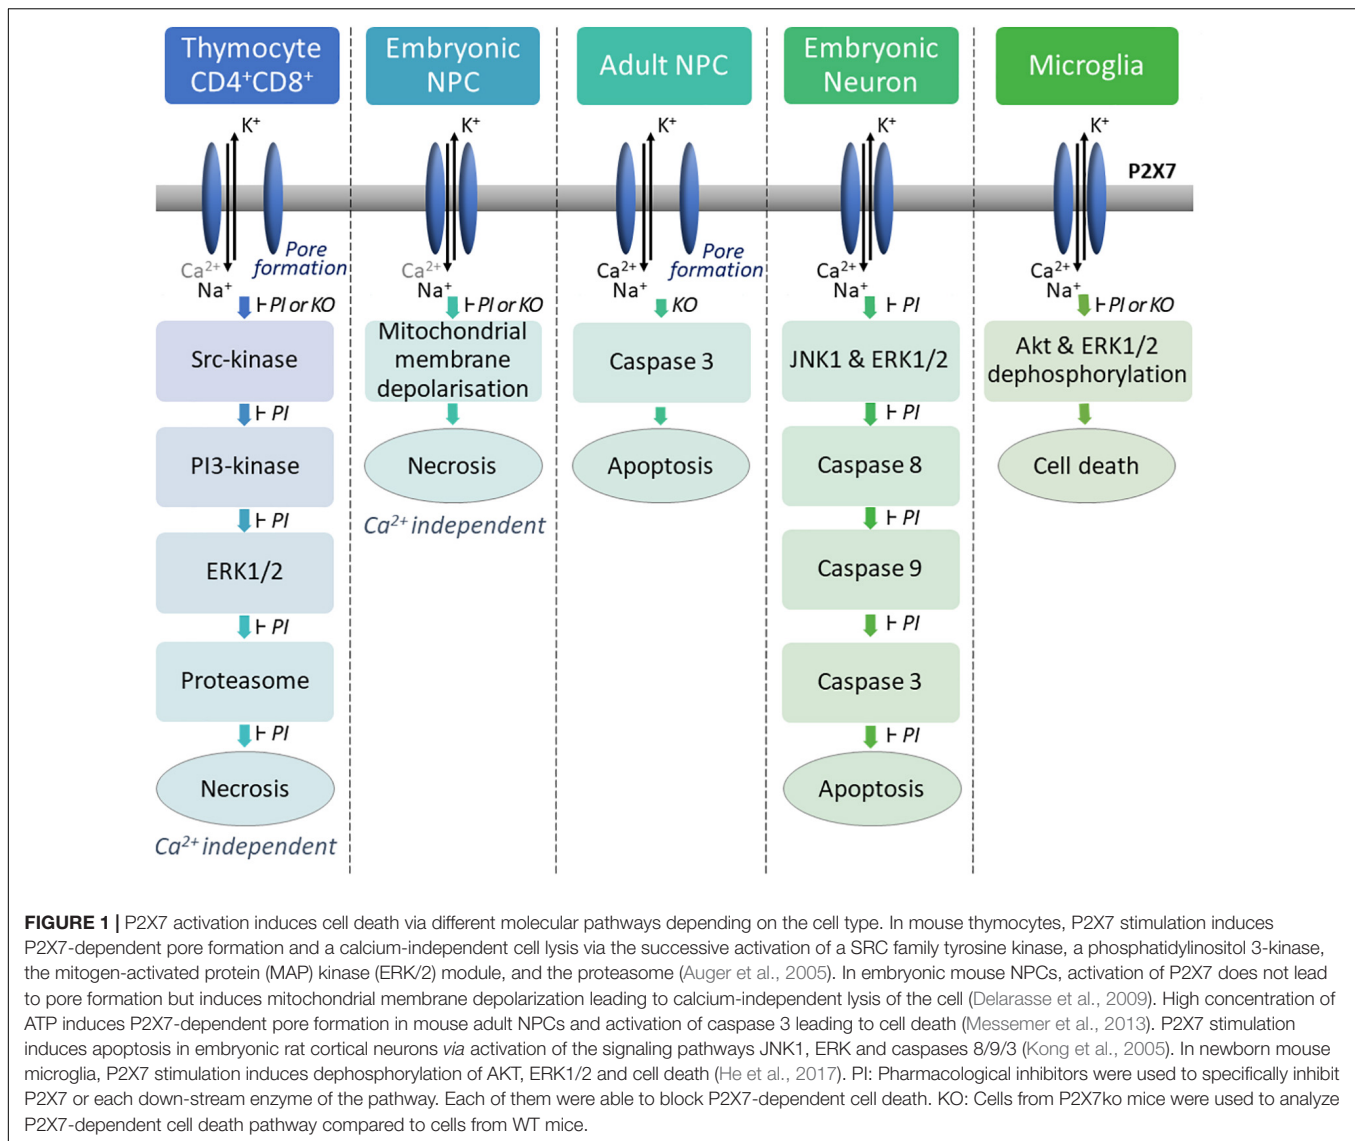 Thymocyte
CD4⁺CD8⁺
Embryonic
NPC
Adult NPC
Embryonic
Neuron
Microglia
K⁺
K⁺
K⁺
K⁺
K⁺
P2X7
Pore
formation
Ca²⁺
Na⁺
Ca²⁺
Na⁺
Pore
formation
Ca²⁺
Na⁺
Ca²⁺
Na⁺
Ca²⁺
Na⁺
⊢ PI or KO
⊢ PI or KO
KO
⊢ PI
⊢ PI or KO
Src-kinase
⊢ PI
PI3-kinase
⊢ PI
ERK1/2
⊢ PI
Proteasome
⊢ PI
Necrosis
Ca²⁺ independent
Mitochondrial
membrane
depolarisation
Necrosis
Ca²⁺ independent
Caspase 3
Apoptosis
JNK1 & ERK1/2
⊢ PI
Caspase 8
⊢ PI
Caspase 9
⊢ PI
Caspase 3
⊢ PI
Apoptosis
Akt & ERK1/2
dephosphorylation
Cell death
FIGURE 1 | P2X7 activation induces cell death via different molecular pathways depending on the cell type. In mouse thymocytes, P2X7 stimulation induces
P2X7-dependent pore formation and a calcium-independent cell lysis via the successive activation of a SRC family tyrosine kinase, a phosphatidylinositol 3-kinase,
the mitogen-activated protein (MAP) kinase (ERK/2) module, and the proteasome (Auger et al., 2005). In embryonic mouse NPCs, activation of P2X7 does not lead
to pore formation but induces mitochondrial membrane depolarization leading to calcium-independent lysis of the cell (Delarasse et al., 2009). High concentration of
ATP induces P2X7-dependent pore formation in mouse adult NPCs and activation of caspase 3 leading to cell death (Messemer et al., 2013). P2X7 stimulation
induces apoptosis in embryonic rat cortical neurons via activation of the signaling pathways JNK1, ERK and caspases 8/9/3 (Kong et al., 2005). In newborn mouse
microglia, P2X7 stimulation induces dephosphorylation of AKT, ERK1/2 and cell death (He et al., 2017). PI: Pharmacological inhibitors were used to specifically inhibit
P2X7 or each down-stream enzyme of the pathway. Each of them were able to block P2X7-dependent cell death. KO: Cells from P2X7ko mice were used to analyze
P2X7-dependent cell death pathway compared to cells from WT mice.